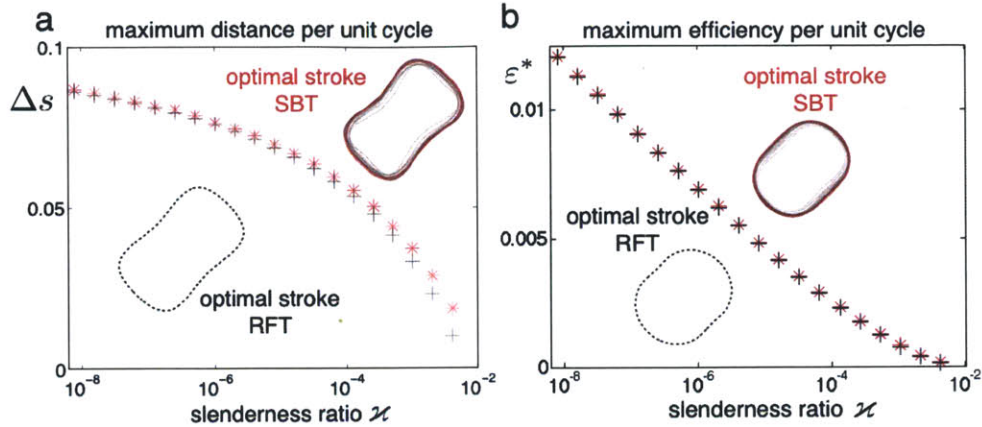 a
maximum distance per unit cycle
0.1
Δs
optimal stroke
SBT
0.05
optimal stroke
RFT
0
10⁻⁸
10⁻⁶
10⁻⁴
10⁻²
slenderness ratio ϰ
b
maximum efficiency per unit cycle
ε*
0.01
optimal stroke
SBT
optimal stroke
RFT
0.005
0
10⁻⁸
10⁻⁶
10⁻⁴
10⁻²
slenderness ratio ϰ